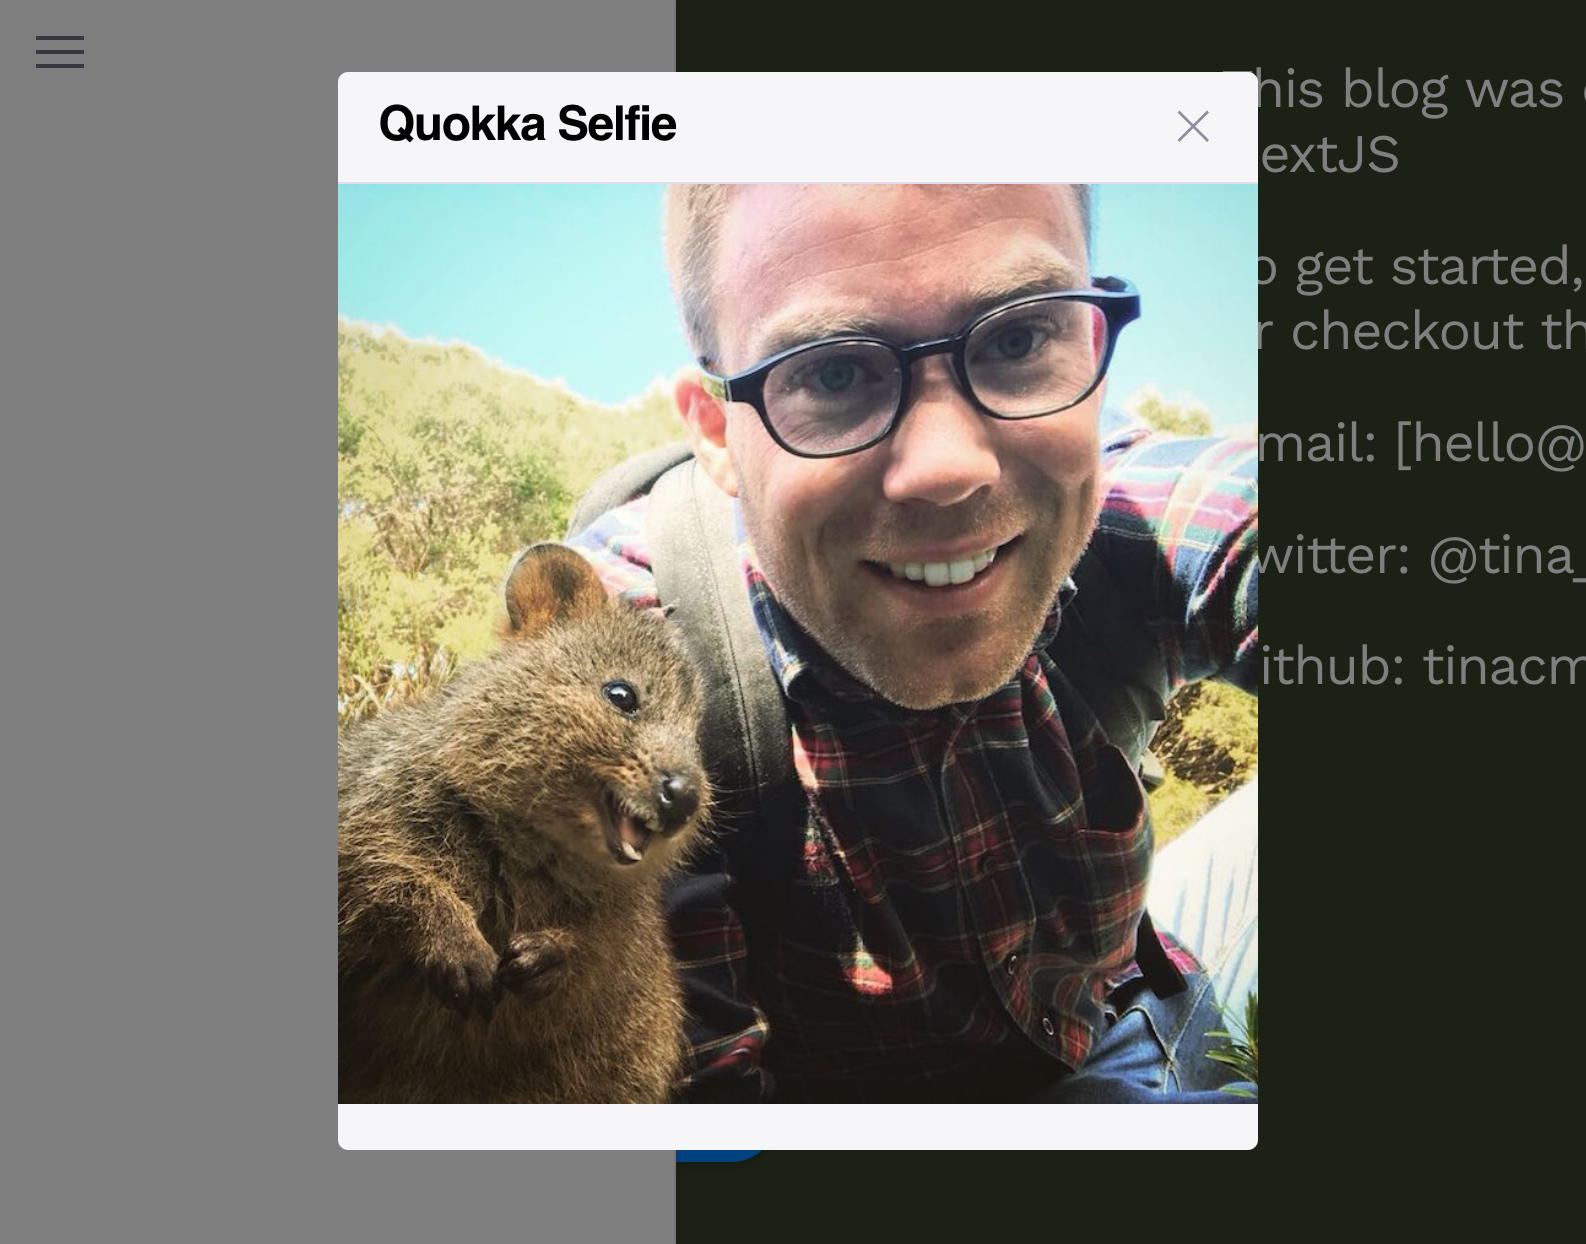 Quokka Selfie
his blog was
extJS
get started,
checkout th
mail: [hello@
witter: @tina_
ithub: tinacm